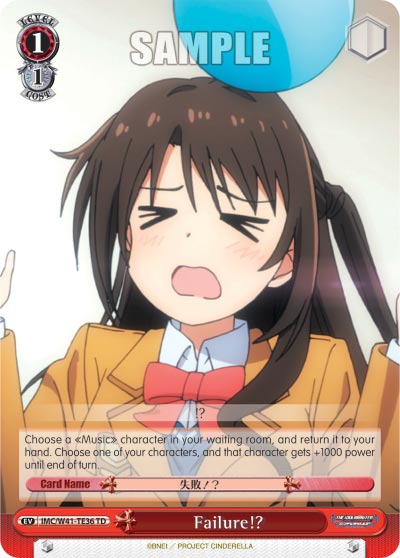 LEVEL
1
1
COST
SAMPLE
!?
Choose a «Music» character in your waiting room, and return it to your
hand. Choose one of your characters, and that character gets +1000 power
until end of turn.
Card Name 失敗！？
EV IMC/W41-TE36 TD Failure!?
©BNEI / PROJECT CINDERELLA